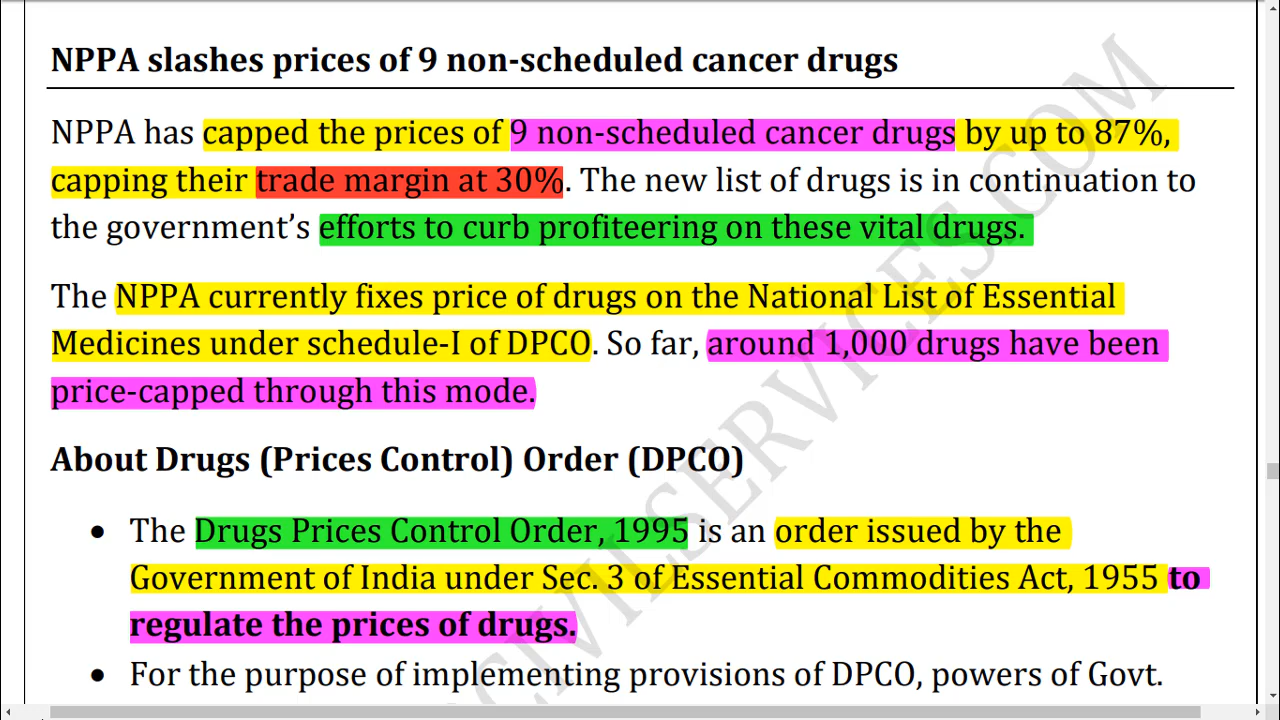 NPPA slashes prices of 9 non-scheduled cancer drugs
NPPA has capped the prices of 9 non-scheduled cancer drugs by up to 87%,
capping their trade margin at 30%. The new list of drugs is in continuation to
the government’s efforts to curb profiteering on these vital drugs.
The NPPA currently fixes price of drugs on the National List of Essential
Medicines under schedule-I of DPCO. So far, around 1,000 drugs have been
price-capped through this mode.
About Drugs (Prices Control) Order (DPCO)
• The Drugs Prices Control Order, 1995 is an order issued by the
Government of India under Sec. 3 of Essential Commodities Act, 1955 to
regulate the prices of drugs.
• For the purpose of implementing provisions of DPCO, powers of Govt.
CIVILSERVICES.COM